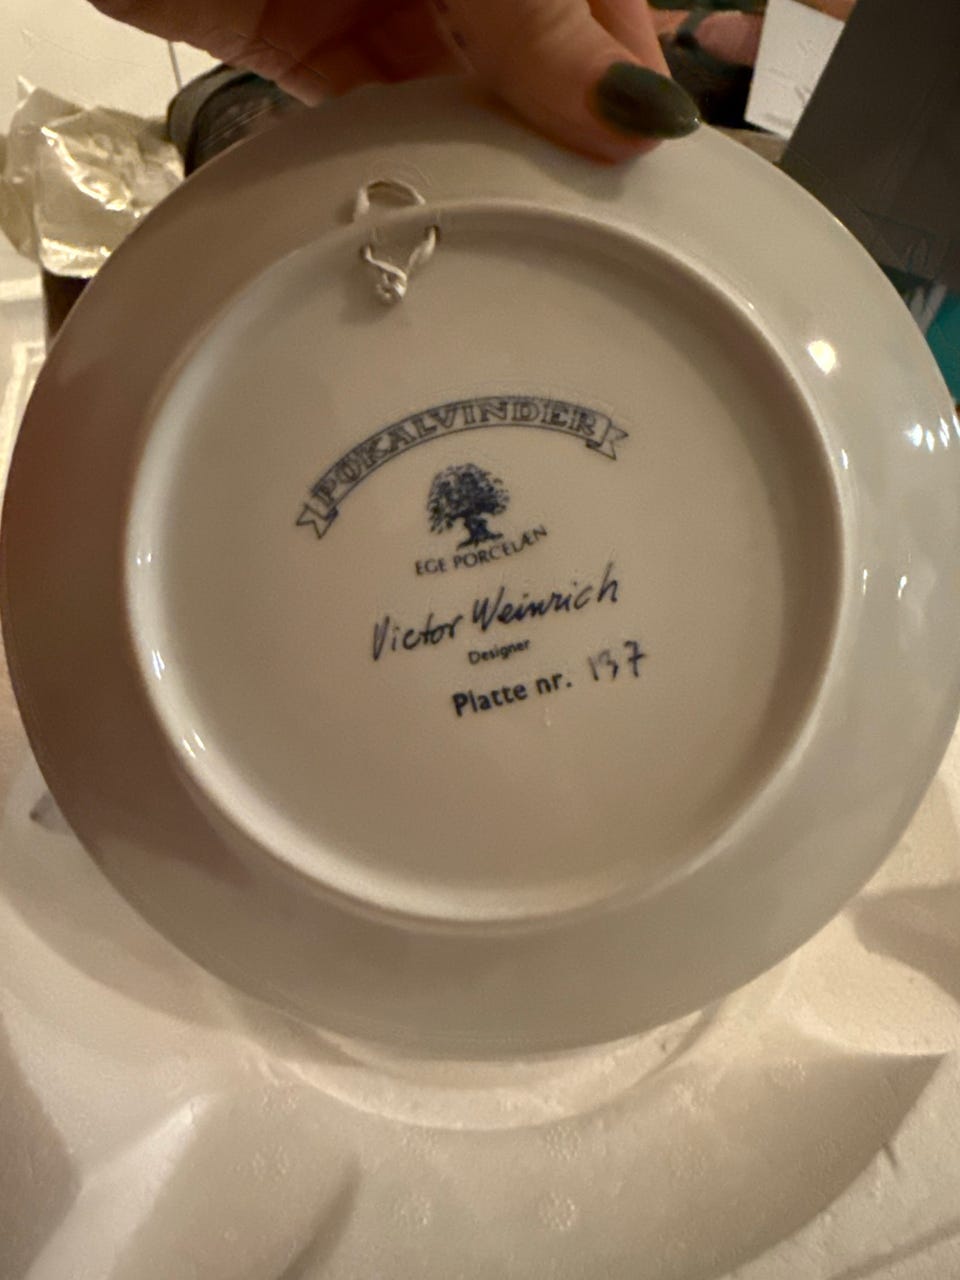 POKALVINDER
EGE PORCELÆN
Victor Weinrich
Designer
Platte nr. 137